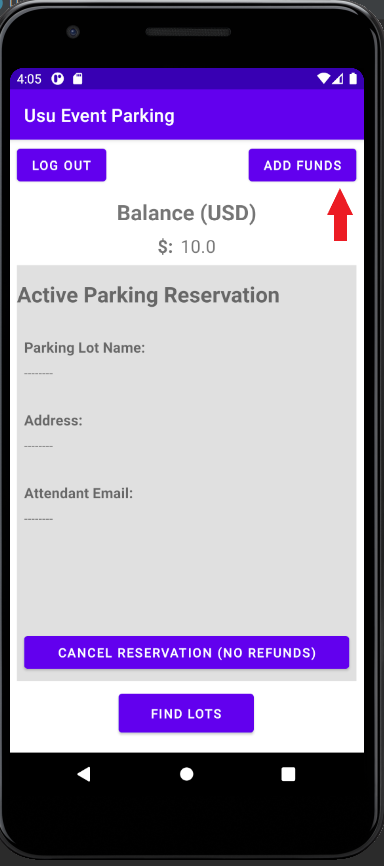 4:05
Usu Event Parking
LOG OUT
ADD FUNDS
Balance (USD)
$: 10.0
Active Parking Reservation
Parking Lot Name:
--------
Address:
--------
Attendant Email:
--------
CANCEL RESERVATION (NO REFUNDS)
FIND LOTS